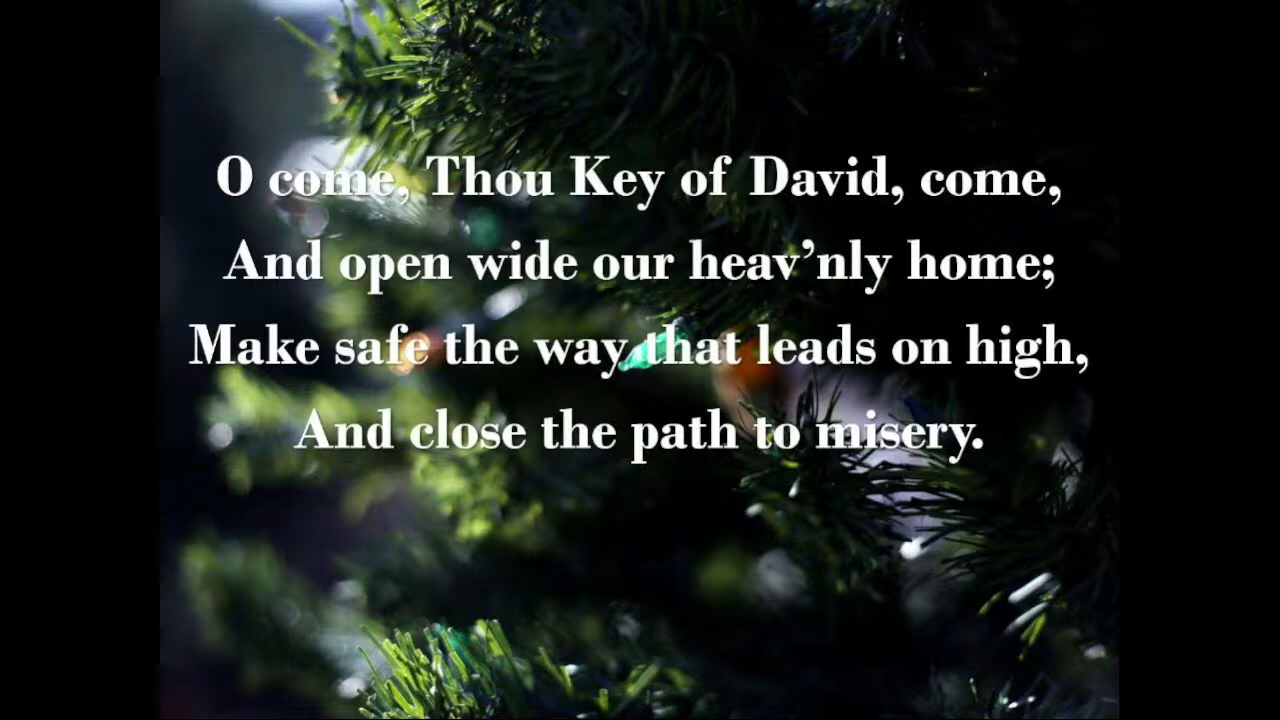 O come, Thou Key of David, come,
And open wide our heav’nly home;
Make safe the way that leads on high,
And close the path to misery.